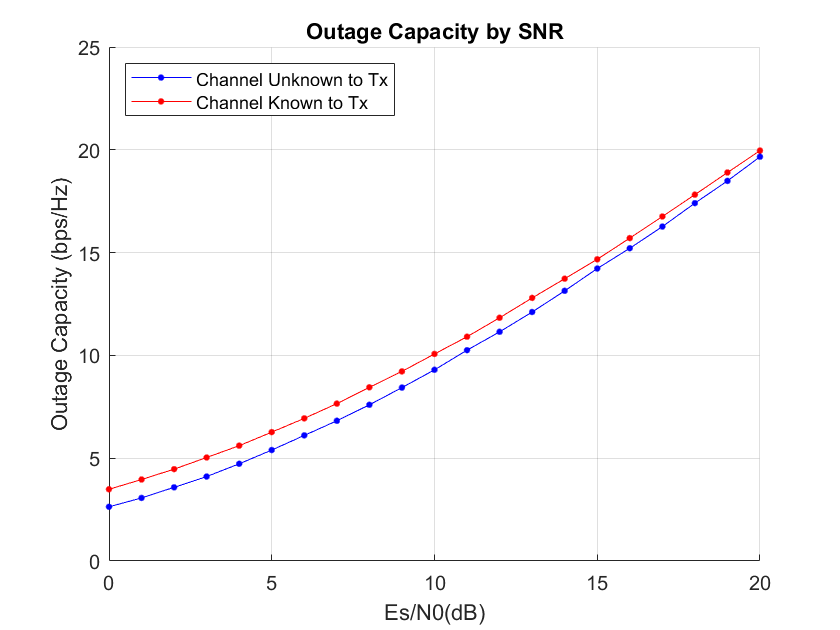 Outage Capacity by SNR
25
Channel Unknown to Tx
Channel Known to Tx
20
15
10
5
0
Outage Capacity (bps/Hz)
0 5 10 15 20
Es/N0(dB)